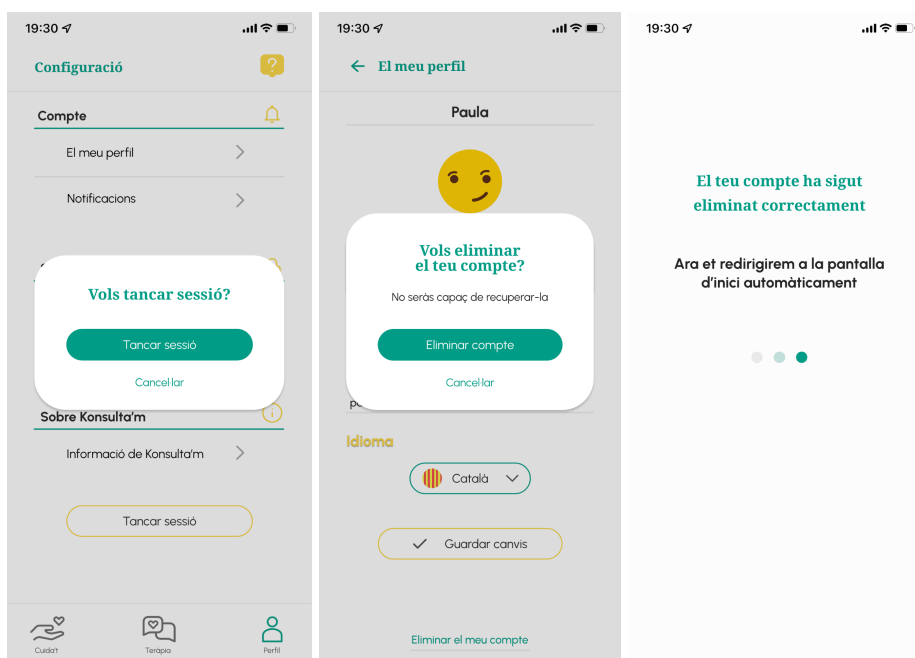 19:30
Configuració
?
Compte
El meu perfil
Notificacions
Vols tancar sessió?
Tancar sessió
Cancel·lar
Sobre Konsulta'm
Informació de Konsulta'm
Tancar sessió
Cuida't
Teràpia
Perfil
19:30
El meu perfil
Paula
Vols eliminar
el teu compte?
No seràs capaç de recuperar-la
Eliminar compte
Cancel·lar
Idioma
Català
Guardar canvis
Eliminar el meu compte
19:30
El teu compte ha sigut
eliminat correctament
Ara et redirigirem a la pantalla
d'inici automàticament